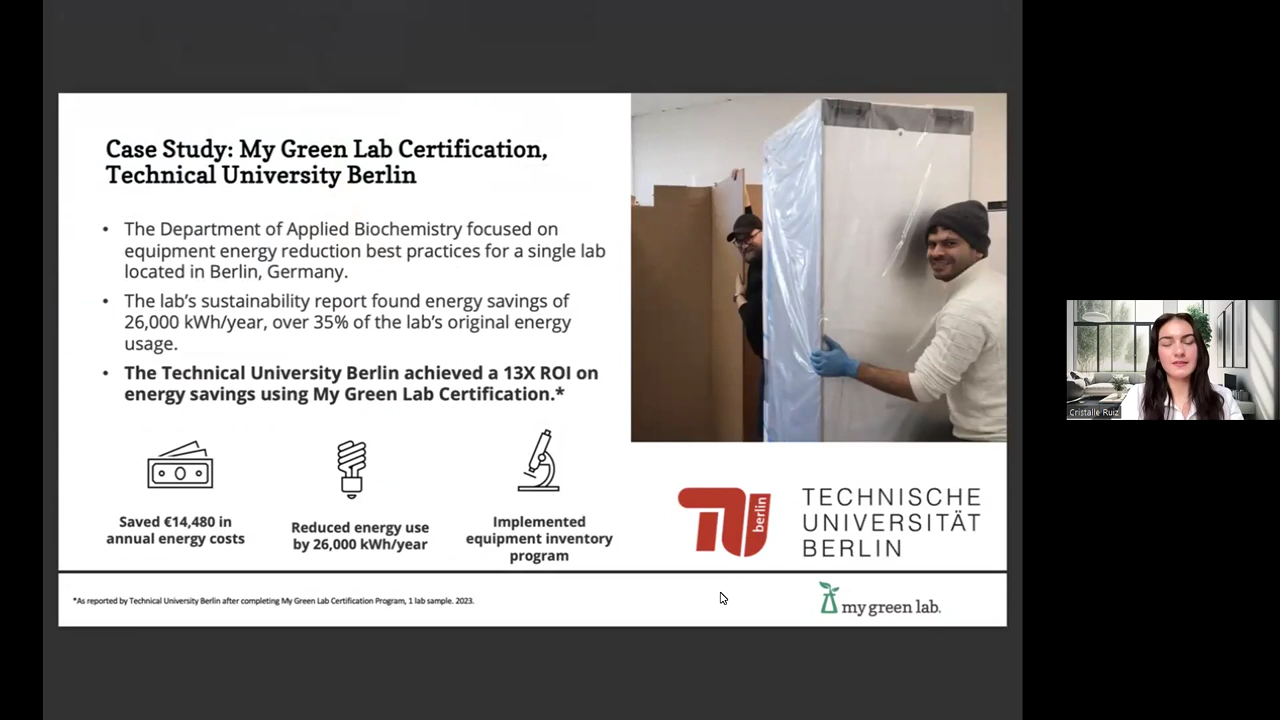 Case Study: My Green Lab Certification,
Technical University Berlin
• The Department of Applied Biochemistry focused on
equipment energy reduction best practices for a single lab
located in Berlin, Germany.
• The lab's sustainability report found energy savings of
26,000 kWh/year, over 35% of the lab's original energy
usage.
• The Technical University Berlin achieved a 13X ROI on
energy savings using My Green Lab Certification.*
Saved €14,480 in
annual energy costs
Reduced energy use
by 26,000 kWh/year
Implemented
equipment inventory
program
berlin
TECHNISCHE
UNIVERSITÄT
BERLIN
*As reported by Technical University Berlin after completing My Green Lab Certification Program, 1 lab sample. 2023.
my green lab.
Cristalle Ruiz